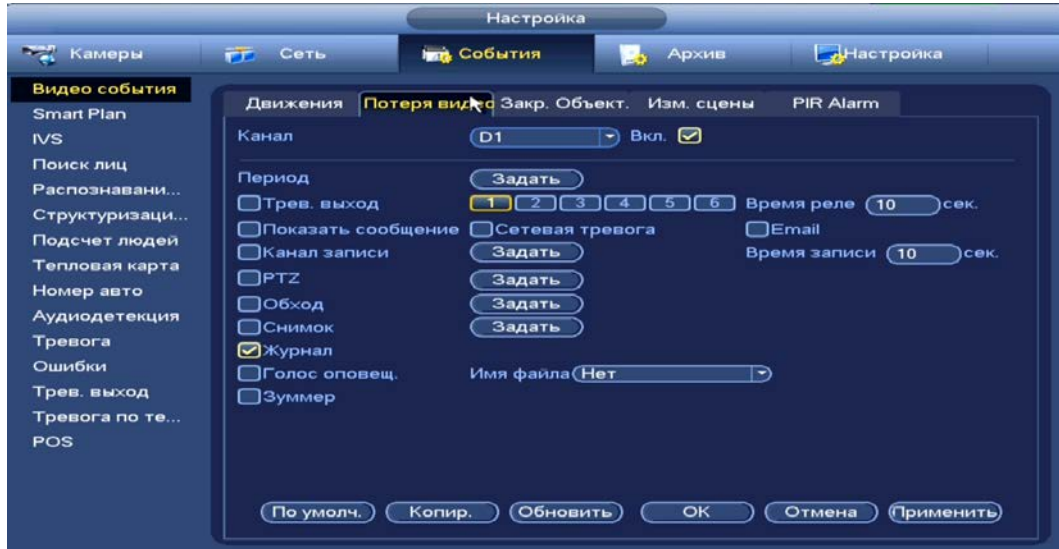 Настройка
Камеры Сеть События Архив Настройка
Видео события
Smart Plan
IVS
Поиск лиц
Распознавани...
Структуризаци...
Подсчет людей
Тепловая карта
Номер авто
Аудиодетекция
Тревога
Ошибки
Трев. выход
Тревога по те...
POS
Движения Потеря видео Закр. Объект. Изм. сцены PIR Alarm
Канал D1 Вкл.
Период Задать
Трев. выход 1 2 3 4 5 6 Время реле 10 сек.
Показать сообщение Сетевая тревога Email
Канал записи Задать Время записи 10 сек.
PTZ Задать
Обход Задать
Снимок Задать
Журнал
Голос оповещ. Имя файла Нет
Зуммер
По умолч. Копир. Обновить ОК Отмена Применить